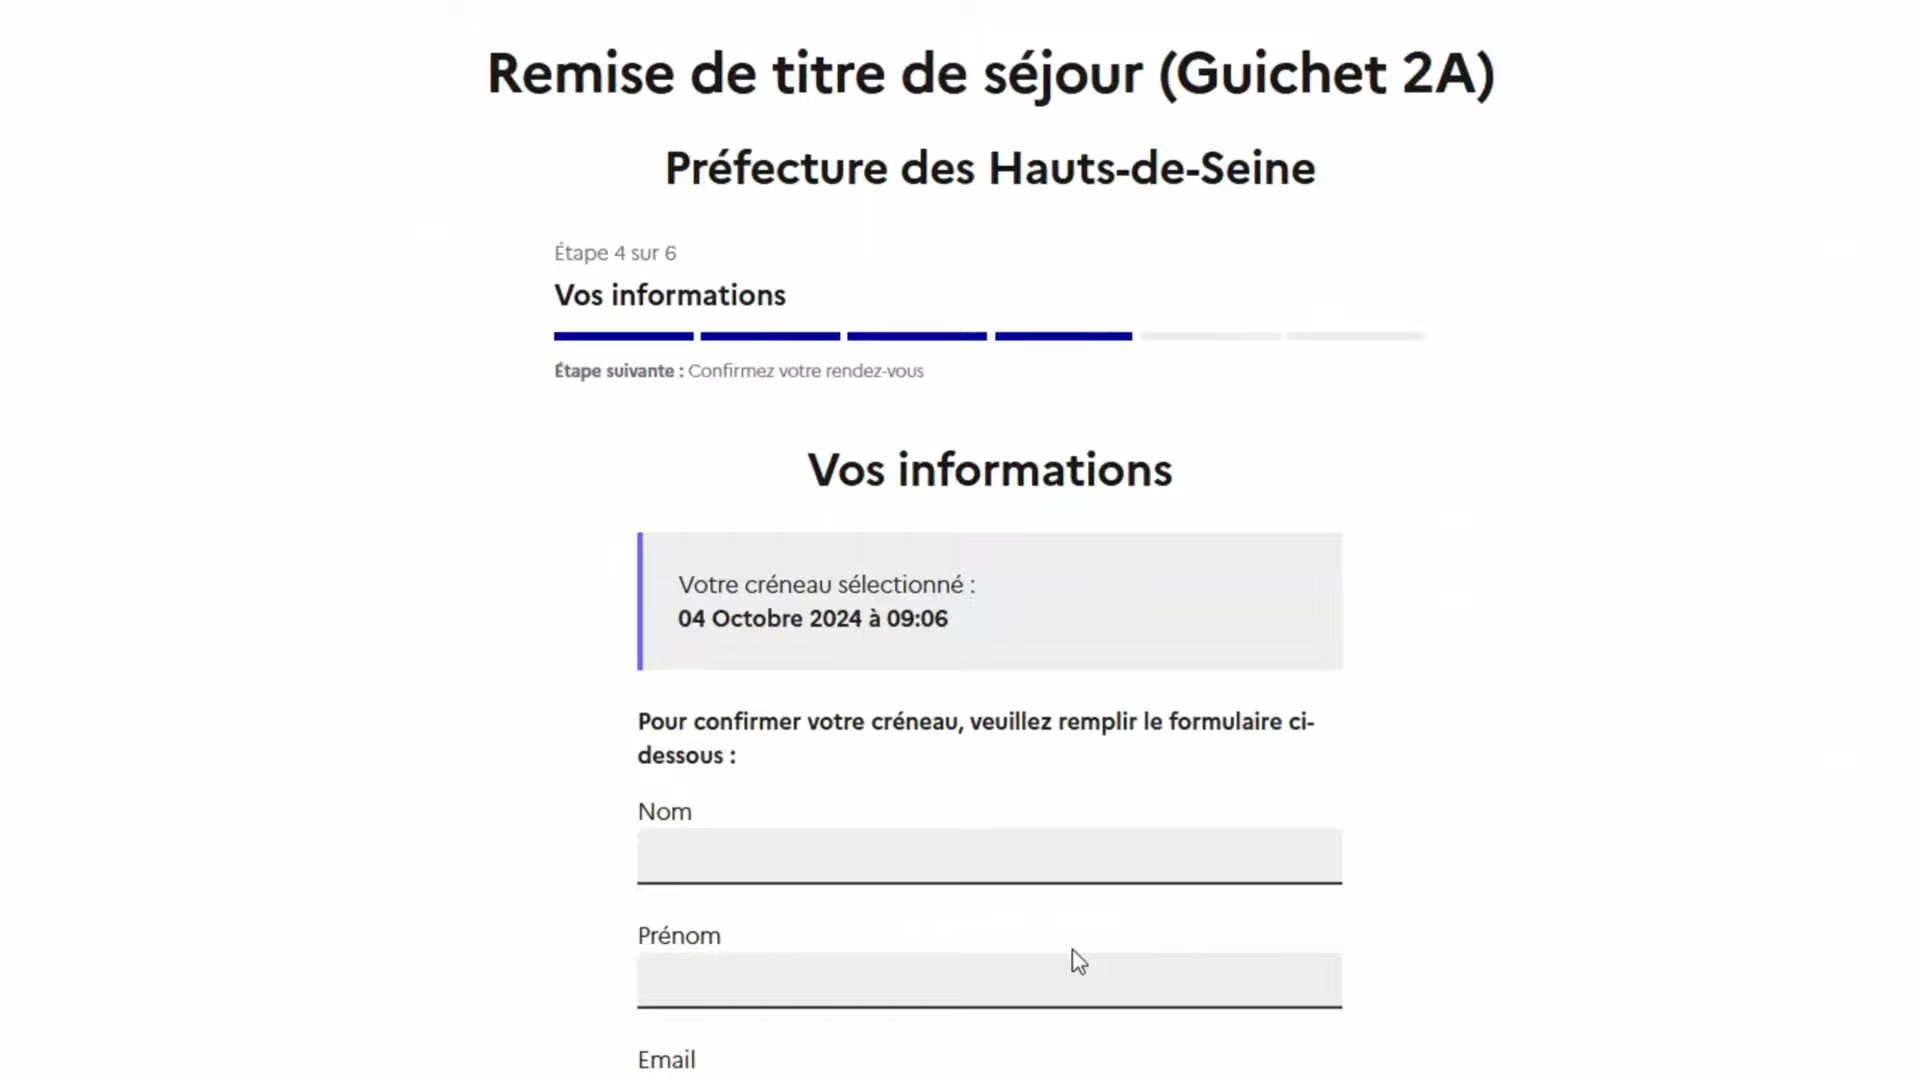 Remise de titre de séjour (Guichet 2A)
Préfecture des Hauts-de-Seine
Étape 4 sur 6
Vos informations
Étape suivante : Confirmez votre rendez-vous
Vos informations
Votre créneau sélectionné :
04 Octobre 2024 à 09:06
Pour confirmer votre créneau, veuillez remplir le formulaire ci-
dessous :
Nom
Prénom
Email